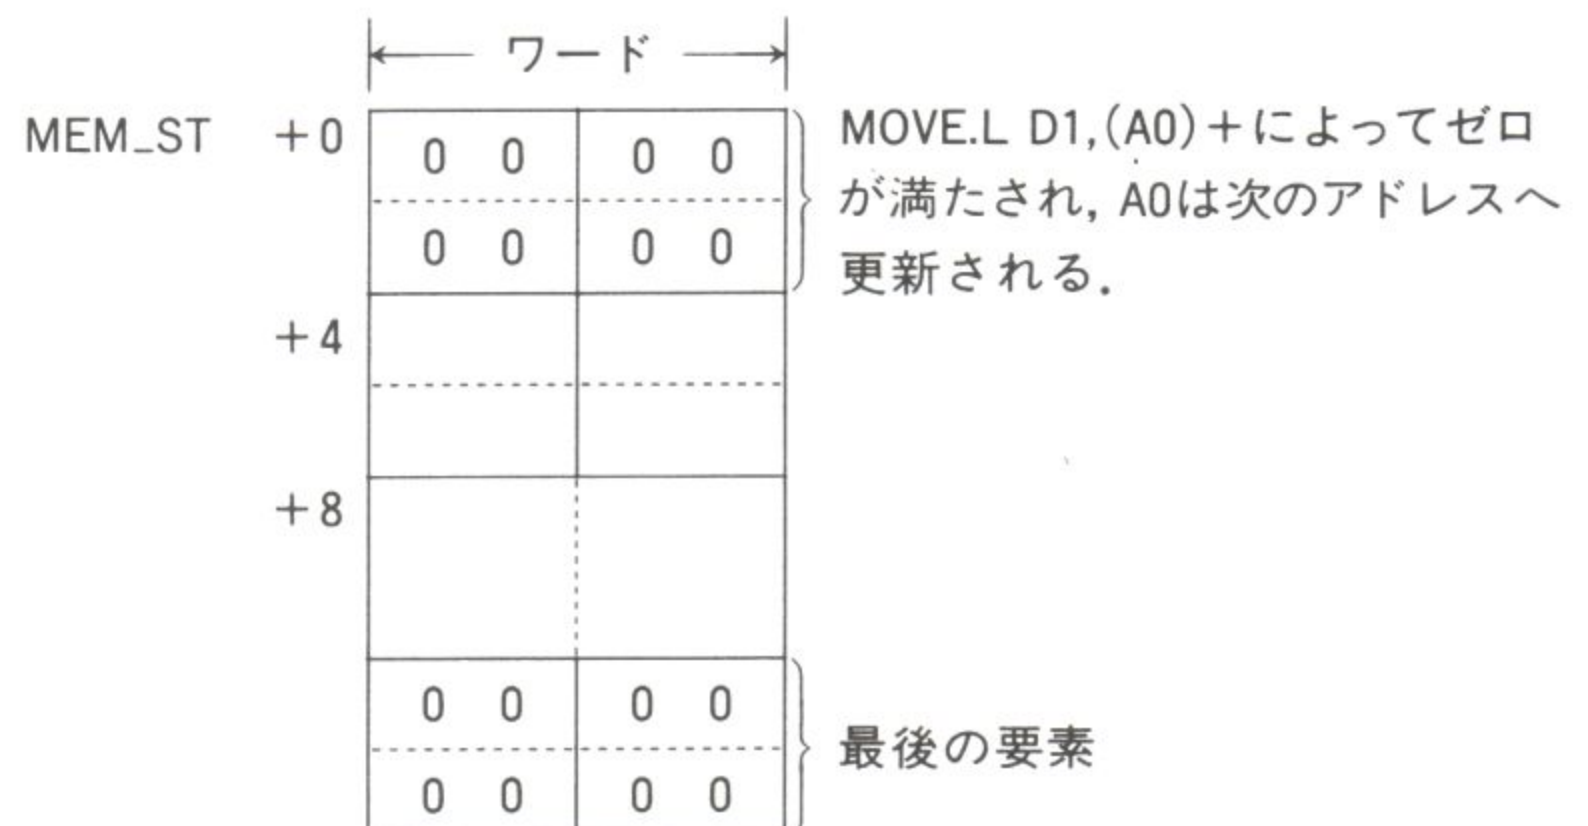 ワード
MEM_ST +0 0 0 0 0
0 0 0 0
MOVE.L D1,(A0)+によってゼロ
が満たされ, A0は次のアドレスへ
更新される.
+4
+8
0 0 0 0
0 0 0 0
最後の要素